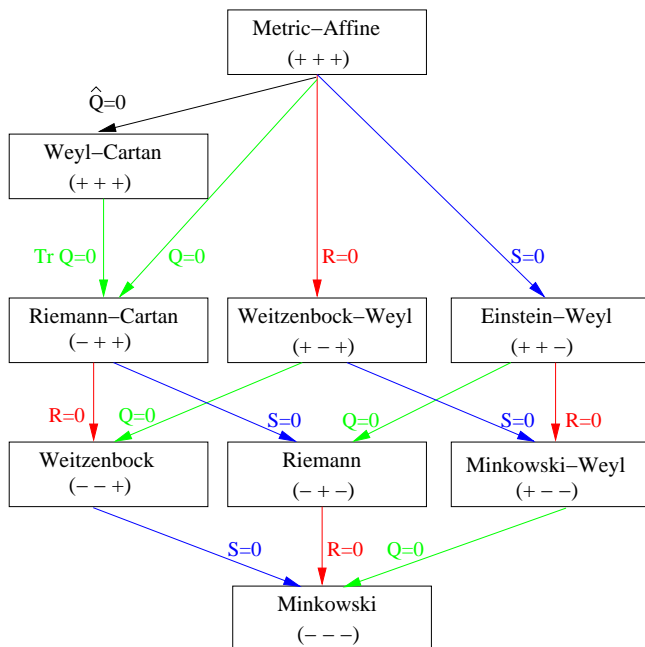 Metric–Affine
(+ + +)
Q̂=0
Weyl–Cartan
(+ + +)
Tr Q=0
Q=0
R=0
S=0
Riemann–Cartan
(– + +)
Weitzenbock–Weyl
(+ – +)
Einstein–Weyl
(+ + –)
R=0
Q=0
S=0
Q=0
S=0
R=0
Weitzenbock
(– – +)
Riemann
(– + –)
Minkowski–Weyl
(+ – –)
S=0
R=0
Q=0
Minkowski
(– – –)